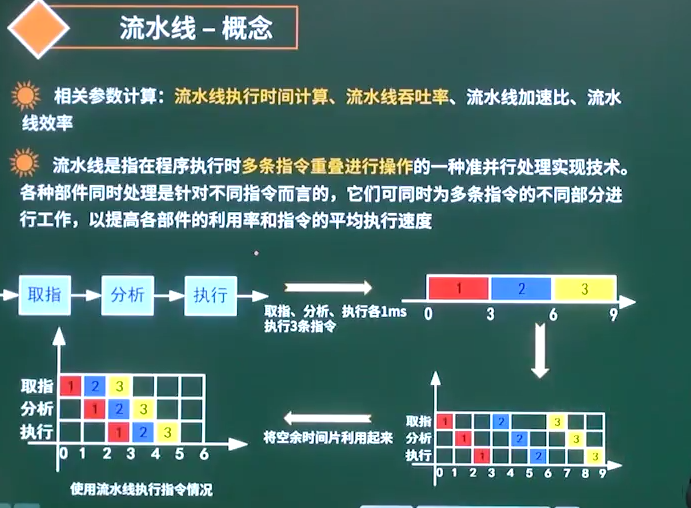 流水线 – 概念
相关参数计算：流水线执行时间计算、流水线吞吐率、流水线加速比、流水
线效率
流水线是指在程序执行时多条指令重叠进行操作的一种准并行处理实现技术。
各种部件同时处理是针对不同指令而言的，它们可同时为多条指令的不同部分进
行工作，以提高各部件的利用率和指令的平均执行速度
取指 分析 执行
取指、分析、执行各1ms
执行3条指令
1 2 3
0 3 6 9
取指 1 2 3
分析 1 2 3
执行 1 2 3
0 1 2 3 4 5 6
使用流水线执行指令情况
将空余时间片利用起来
取指 1 2 3
分析 1 2 3
执行 1 2 3
0 1 2 3 4 5 6 7 8 9